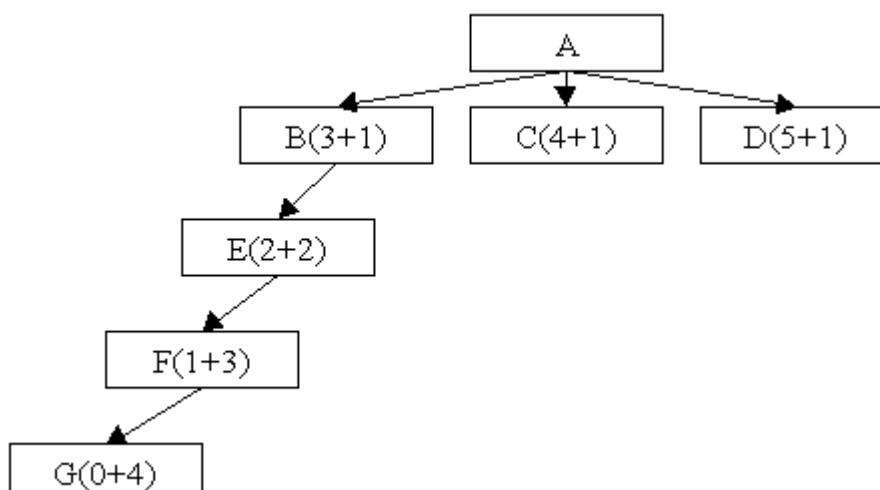 A
B(3+1)
C(4+1)
D(5+1)
E(2+2)
F(1+3)
G(0+4)